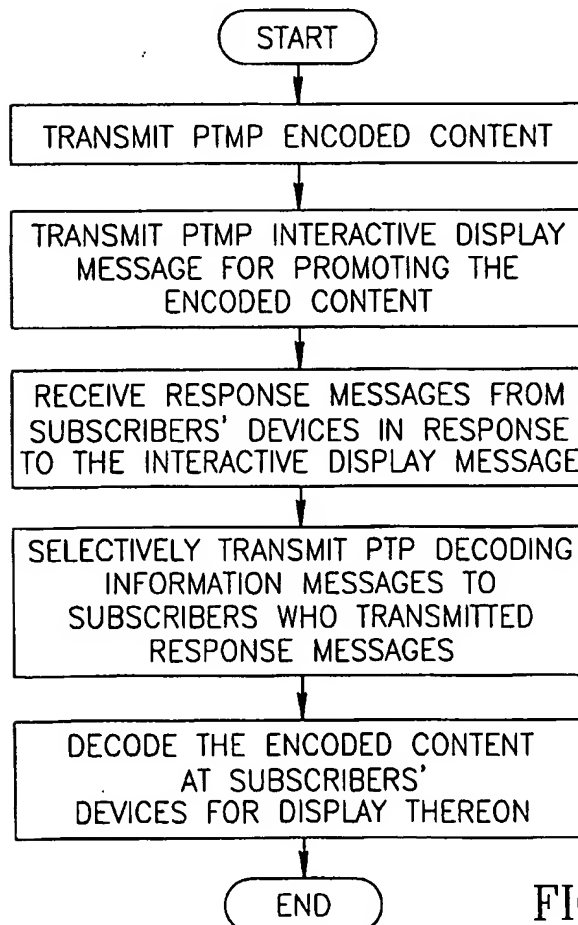 START
TRANSMIT PTMP ENCODED CONTENT
TRANSMIT PTMP INTERACTIVE DISPLAY
MESSAGE FOR PROMOTING THE
ENCODED CONTENT
RECEIVE RESPONSE MESSAGES FROM
SUBSCRIBERS' DEVICES IN RESPONSE
TO THE INTERACTIVE DISPLAY MESSAGE
SELECTIVELY TRANSMIT PTP DECODING
INFORMATION MESSAGES TO
SUBSCRIBERS WHO TRANSMITTED
RESPONSE MESSAGES
DECODE THE ENCODED CONTENT
AT SUBSCRIBERS'
DEVICES FOR DISPLAY THEREON
END